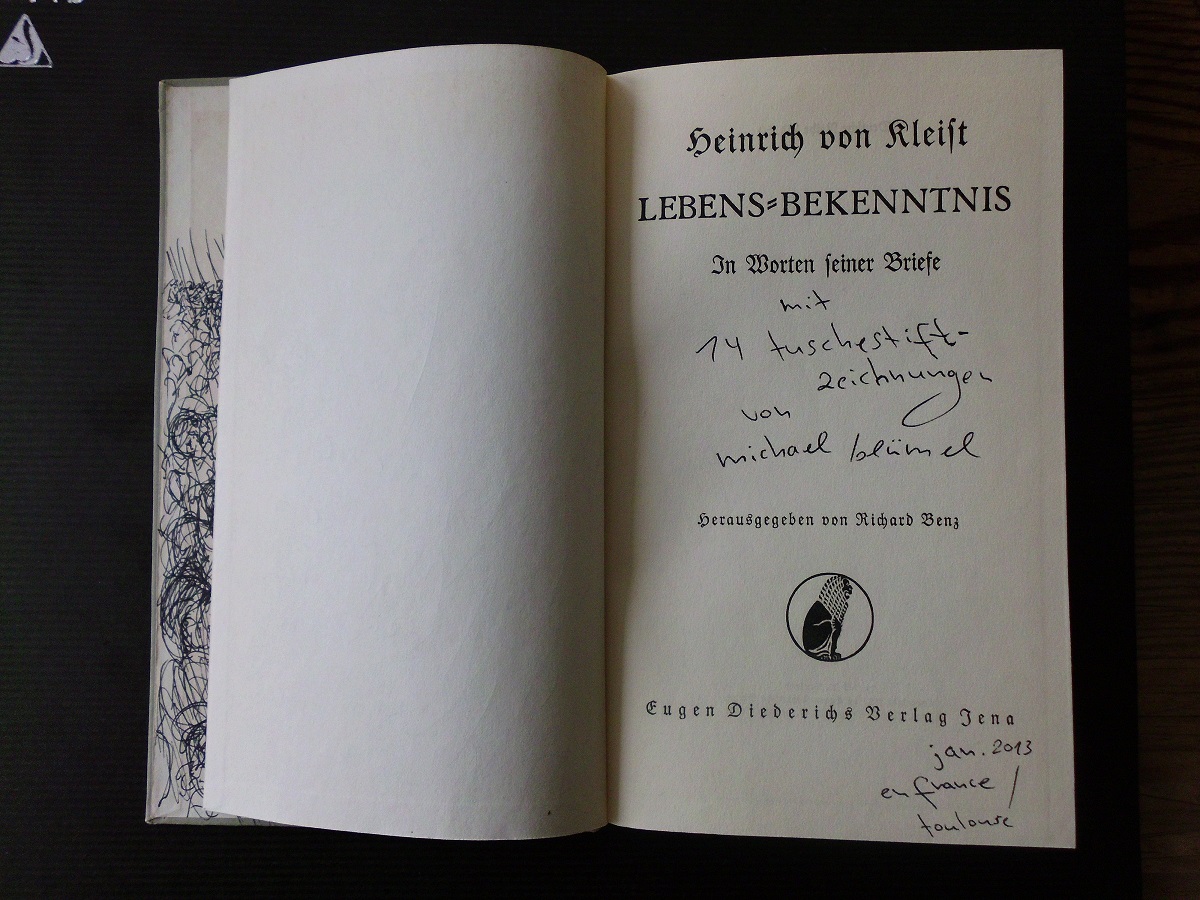 Heinrich von Kleiſt
LEBENS⸗BEKENNTNIS
In Worten ſeiner Briefe
mit
14 tuschestift-
zeichnungen
von
michael blümel
Herausgegeben von Richard Benz
Eugen Diederichs Verlag Jena
jan. 2013
en france /
toulouse